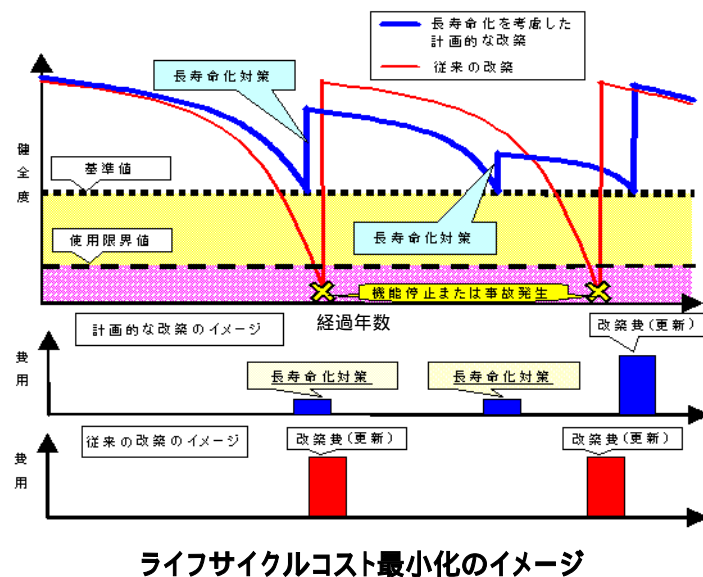 長寿命化を考慮した
計画的な改築
従来の改築
長寿命化対策
健全度
基準値
長寿命化対策
使用限界値
機能停止または事故発生
経過年数
計画的な改築のイメージ
改築費(更新)
費用
長寿命化対策
長寿命化対策
従来の改築のイメージ
改築費(更新)
改築費(更新)
費用
ライフサイクルコスト最小化のイメージ